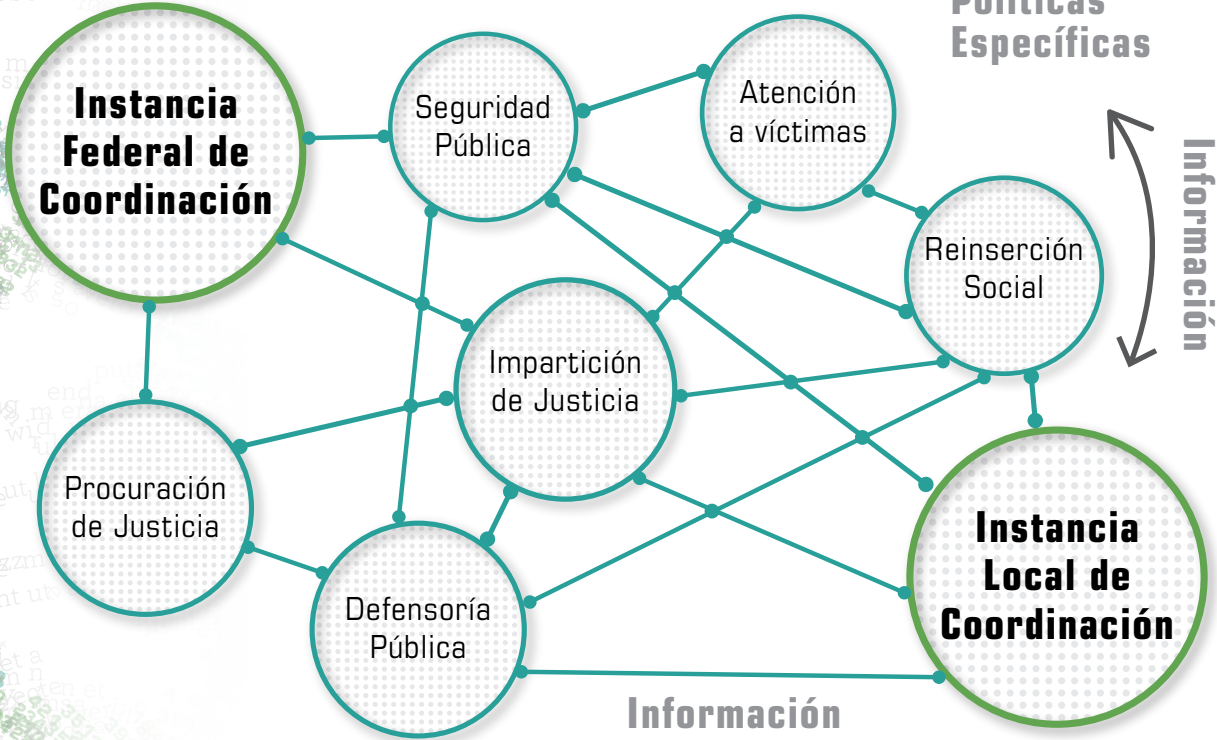 Políticas
Específicas
Instancia
Federal de
Coordinación
Seguridad
Pública
Atención
a víctimas
Información
Reinserción
Social
Impartición
de Justicia
Procuración
de Justicia
Defensoría
Pública
Instancia
Local de
Coordinación
Información